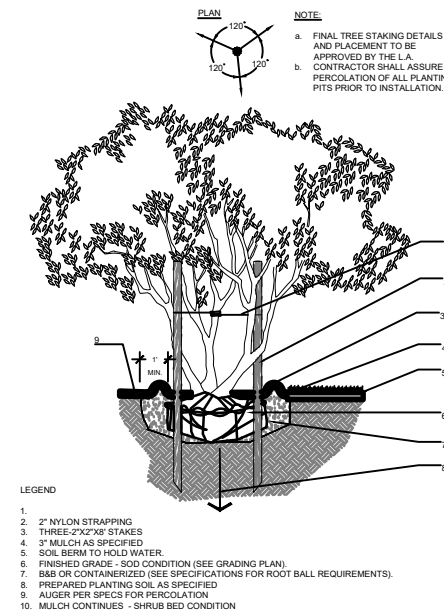 PLAN
120°
120°
120°
NOTE:
a. FINAL TREE STAKING DETAILS
AND PLACEMENT TO BE
APPROVED BY THE L.A.
b. CONTRACTOR SHALL ASSURE
PERCOLATION OF ALL PLANTIN
PITS PRIOR TO INSTALLATION.
3
9
1'
MIN.
6
8
LEGEND
1.
2. 2" NYLON STRAPPING
3. THREE-2"X2"X8' STAKES
4. 3" MULCH AS SPECIFIED
5. SOIL BERM TO HOLD WATER.
6. FINISHED GRADE - SOD CONDITION (SEE GRADING PLAN).
7. B&B OR CONTAINERIZED (SEE SPECIFICATIONS FOR ROOT BALL REQUIREMENTS).
8. PREPARED PLANTING SOIL AS SPECIFIED
9. AUGER PER SPECS FOR PERCOLATION
10. MULCH CONTINUES - SHRUB BED CONDITION